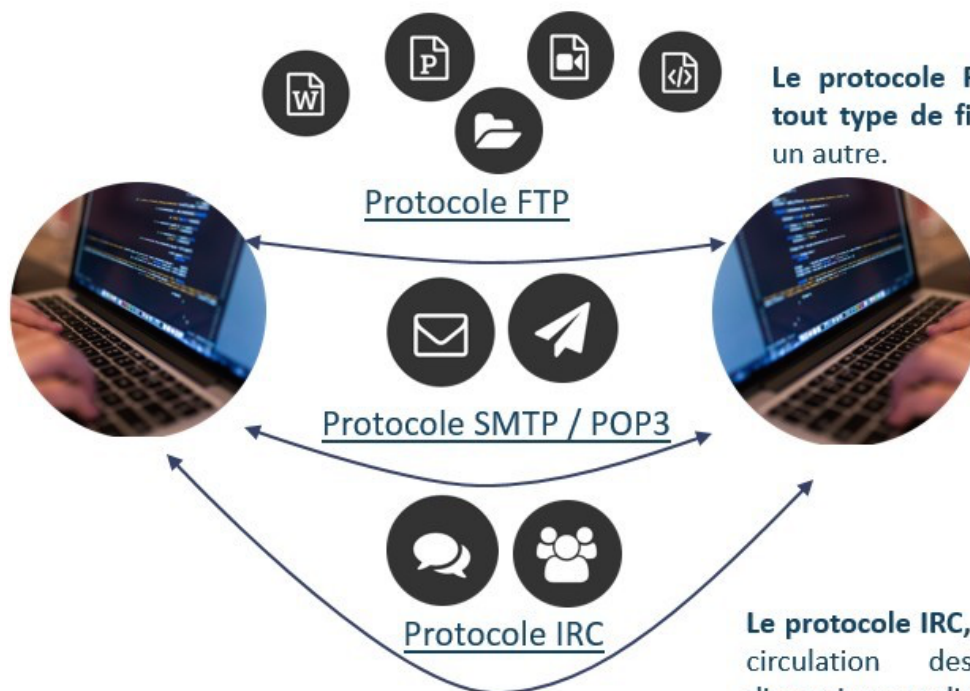 Le protocole
tout type de
un autre.
Protocole FTP
Protocole SMTP / POP3
Protocole IRC
Le protocole IRC,
circulation des